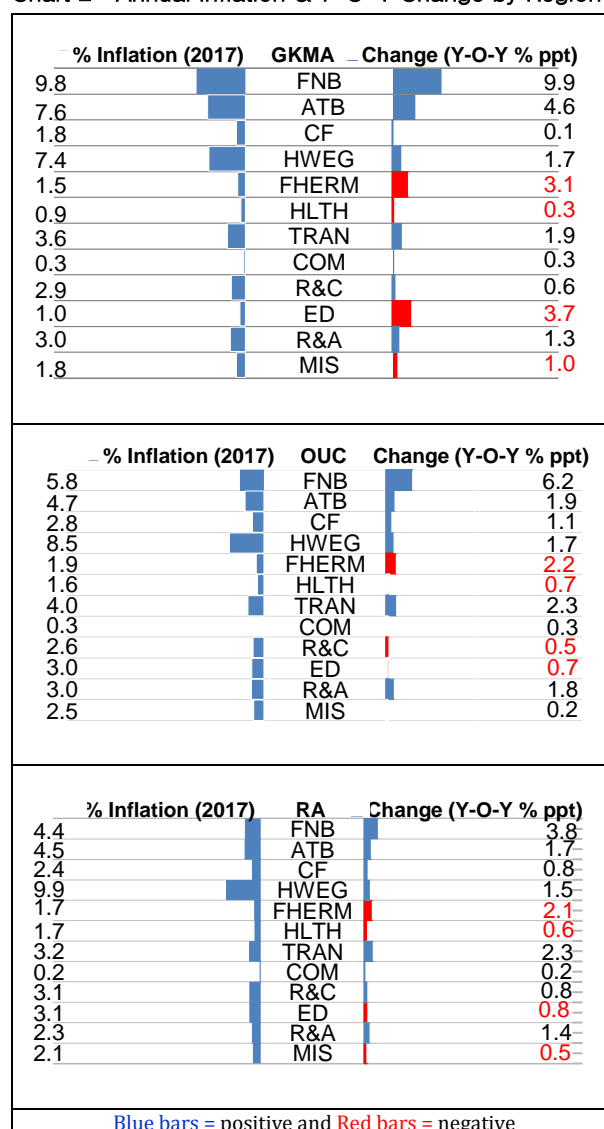 % Inflation (2017) GKMA Change (Y-O-Y % ppt)
9.8 FNB 9.9
7.6 ATB 4.6
1.8 CF 0.1
7.4 HWEG 1.7
1.5 FHERM 3.1
0.9 HLTH 0.3
3.6 TRAN 1.9
0.3 COM 0.3
2.9 R&C 0.6
1.0 ED 3.7
3.0 R&A 1.3
1.8 MIS 1.0
% Inflation (2017) OUC Change (Y-O-Y % ppt)
5.8 FNB 6.2
4.7 ATB 1.9
2.8 CF 1.1
8.5 HWEG 1.7
1.9 FHERM 2.2
1.6 HLTH 0.7
4.0 TRAN 2.3
0.3 COM 0.3
2.6 R&C 0.5
3.0 ED 0.7
3.0 R&A 1.8
2.5 MIS 0.2
% Inflation (2017) RA Change (Y-O-Y % ppt)
4.4 FNB 3.8
4.5 ATB 1.7
2.4 CF 0.8
9.9 HWEG 1.5
1.7 FHERM 2.1
1.7 HLTH 0.6
3.2 TRAN 2.3
0.2 COM 0.2
3.1 R&C 0.8
3.1 ED 0.8
2.3 R&A 1.4
2.1 MIS 0.5
Blue bars = positive and Red bars = negative